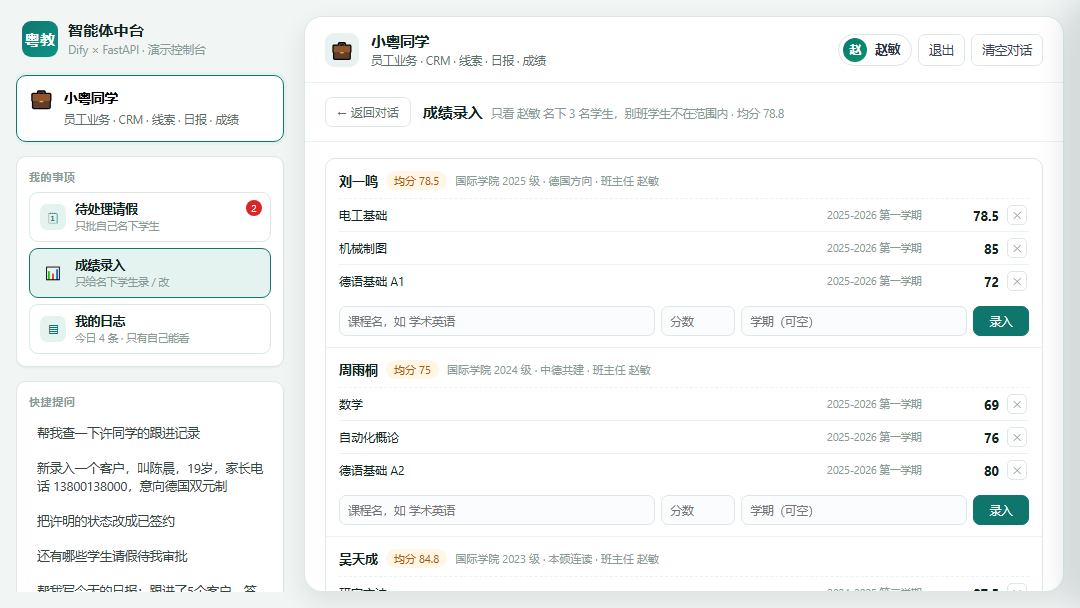 粤教
智能体中台
Dify × FastAPI · 演示控制台
小粤同学
员工业务 · CRM · 线索 · 日报 · 成绩
我的事项
1
待处理请假
2
只批自己名下学生
成绩录入
只给名下学生录 / 改
我的日志
今日 4 条 · 只有自己能看
快捷提问
帮我查一下许同学的跟进记录
新录入一个客户，叫陈晨，19岁，家长电
话 13800138000，意向德国双元制
把许明的状态改成已签约
还有哪些学生请假待我审批
帮我写今天的日报：跟进了5个客户，签
小粤同学
员工业务 · CRM · 线索 · 日报 · 成绩
赵 赵敏 退出 清空对话
← 返回对话 成绩录入 只看 赵敏 名下 3 名学生，别班学生不在范围内 · 均分 78.8
刘一鸣 均分 78.5 国际学院 2025 级 · 德国方向 · 班主任 赵敏
电工基础 2025-2026 第一学期 78.5 ×
机械制图 2025-2026 第一学期 85 ×
德语基础 A1 2025-2026 第一学期 72 ×
课程名，如 学术英语 分数 学期（可空） 录入
周雨桐 均分 75 国际学院 2024 级 · 中德共建 · 班主任 赵敏
数学 2025-2026 第一学期 69 ×
自动化概论 2025-2026 第一学期 76 ×
德语基础 A2 2025-2026 第一学期 80 ×
课程名，如 学术英语 分数 学期（可空） 录入
吴天成 均分 84.8 国际学院 2023 级 · 本硕连读 · 班主任 赵敏